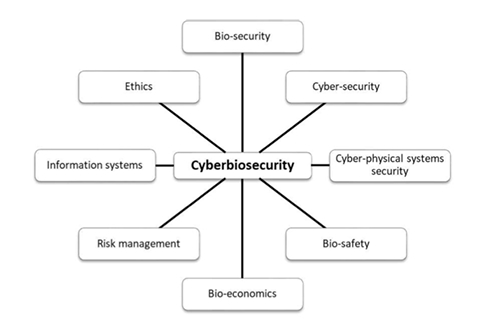 Bio-security
Ethics
Cyber-security
Information systems
Cyberbiosecurity
Cyber-physical systems
security
Risk management
Bio-safety
Bio-economics